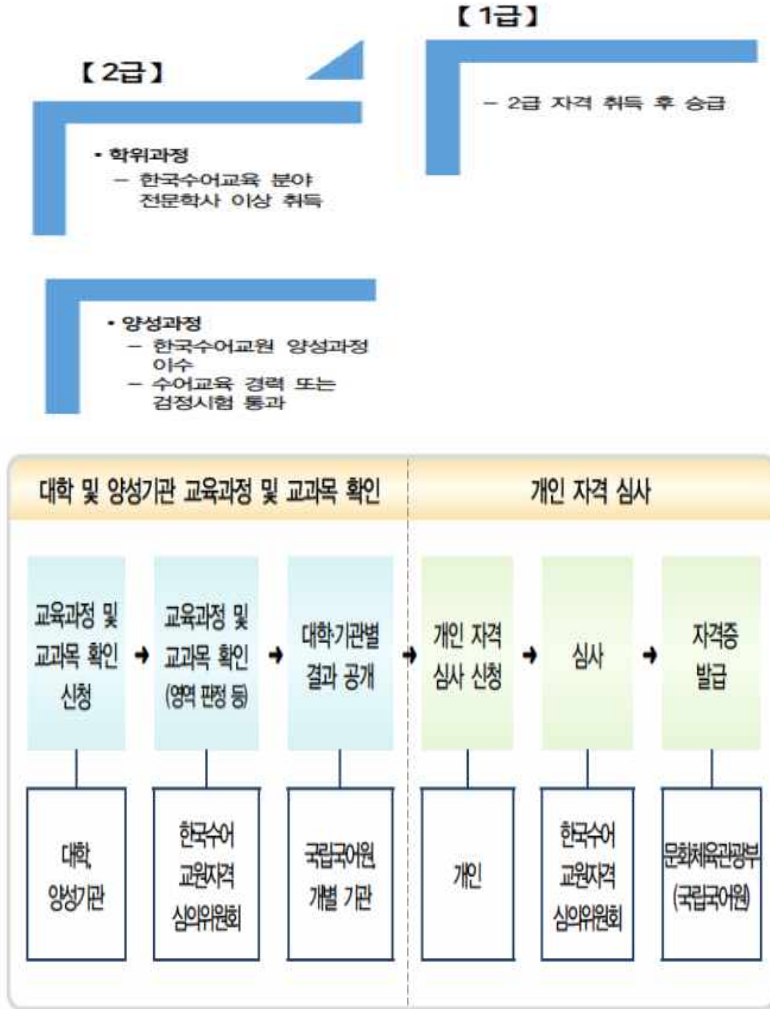 【 1급 】
– 2급 자격 취득 후 승급
【 2급 】
• 학위과정
– 한국수어교육 분야
전문학사 이상 취득
• 양성과정
– 한국수어교원 양성과정
이수
– 수어교육 경력 또는
검정시험 통과
대학 및 양성기관 교육과정 및 교과목 확인
개인 자격 심사
교육과정 및
교과목 확인
신청
➜
교육과정 및
교과목 확인
(영역 판정 등)
➜
대학·기관별
결과 공개
➜
개인 자격
심사 신청
➜
심사
➜
자격증
발급
대학,
양성기관
한국수어
교원자격
심의위원회
국립국어원,
개별 기관
개인
한국수어
교원자격
심의위원회
문화체육관광부
(국립국어원)